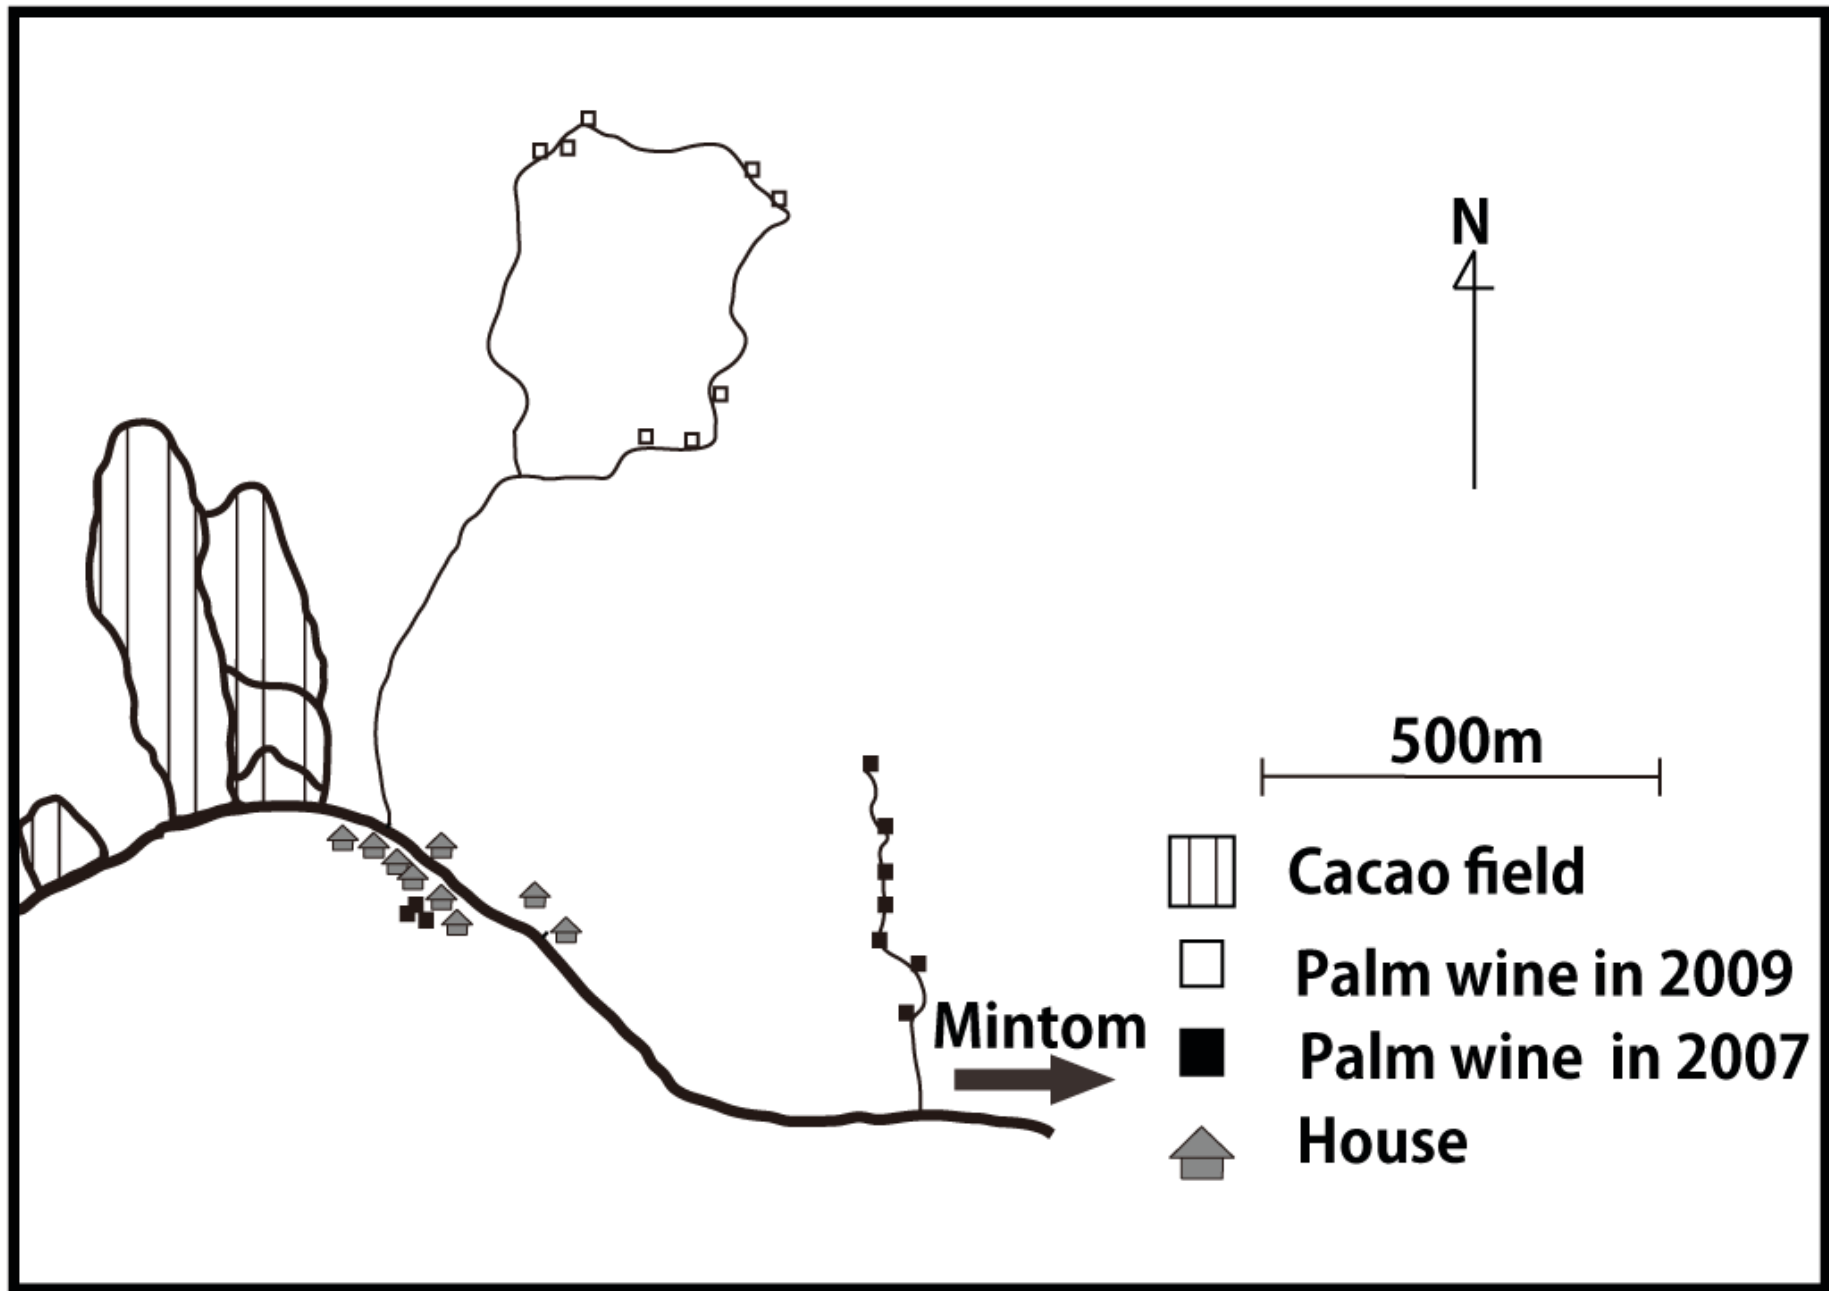 N
500m
Cacao field
Palm wine in 2009
Mintom
Palm wine in 2007
House